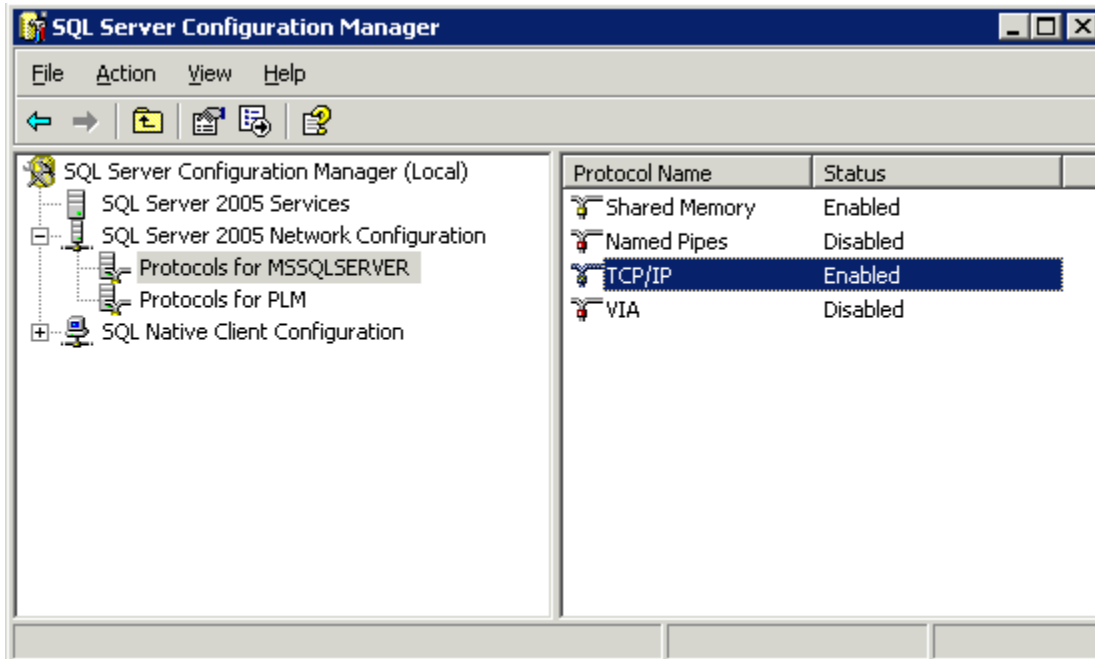 SQL Server Configuration Manager
File Action View Help
SQL Server Configuration Manager (Local)
SQL Server 2005 Services
SQL Server 2005 Network Configuration
Protocols for MSSQLSERVER
Protocols for PLM
SQL Native Client Configuration
Protocol Name Status
Shared Memory Enabled
Named Pipes Disabled
TCP/IP Enabled
VIA Disabled